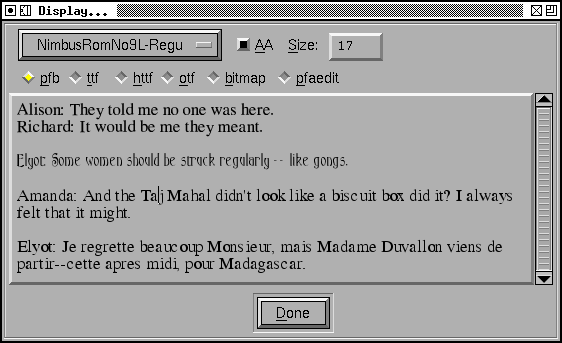 Display...
NimbusRomNo9L-Regu AA Size: 17
pfb ttf httf otf bitmap pfaedit
Alison: They told me no one was here.
Richard: It would be me they meant.
Elyot: Some women should be struck regularly -- like gongs.
Amanda: And the Taj Mahal didn't look like a biscuit box did it? I always
felt that it might.
Elyot: Je regrette beaucoup Monsieur, mais Madame Duvallon viens de
partir--cette apres midi, pour Madagascar.
Done